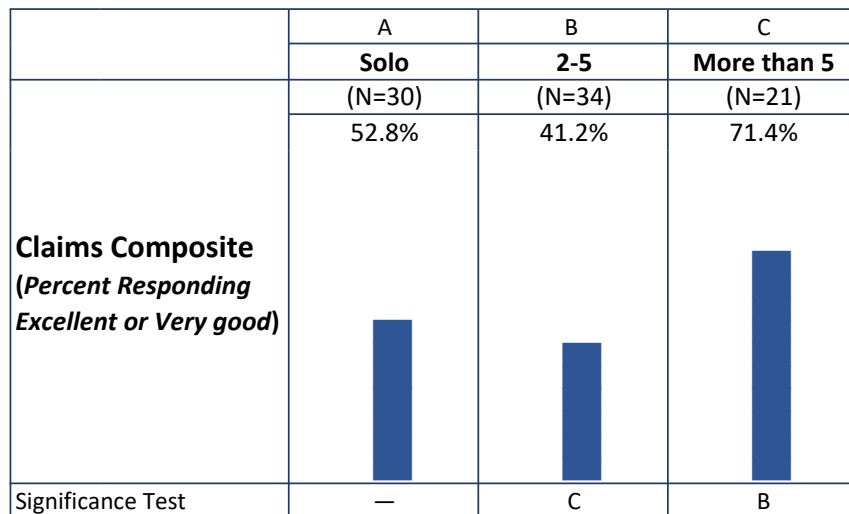 A B C
Solo 2-5 More than 5
(N=30) (N=34) (N=21)
52.8% 41.2% 71.4%
Claims Composite
(Percent Responding
Excellent or Very good)
Significance Test — C B